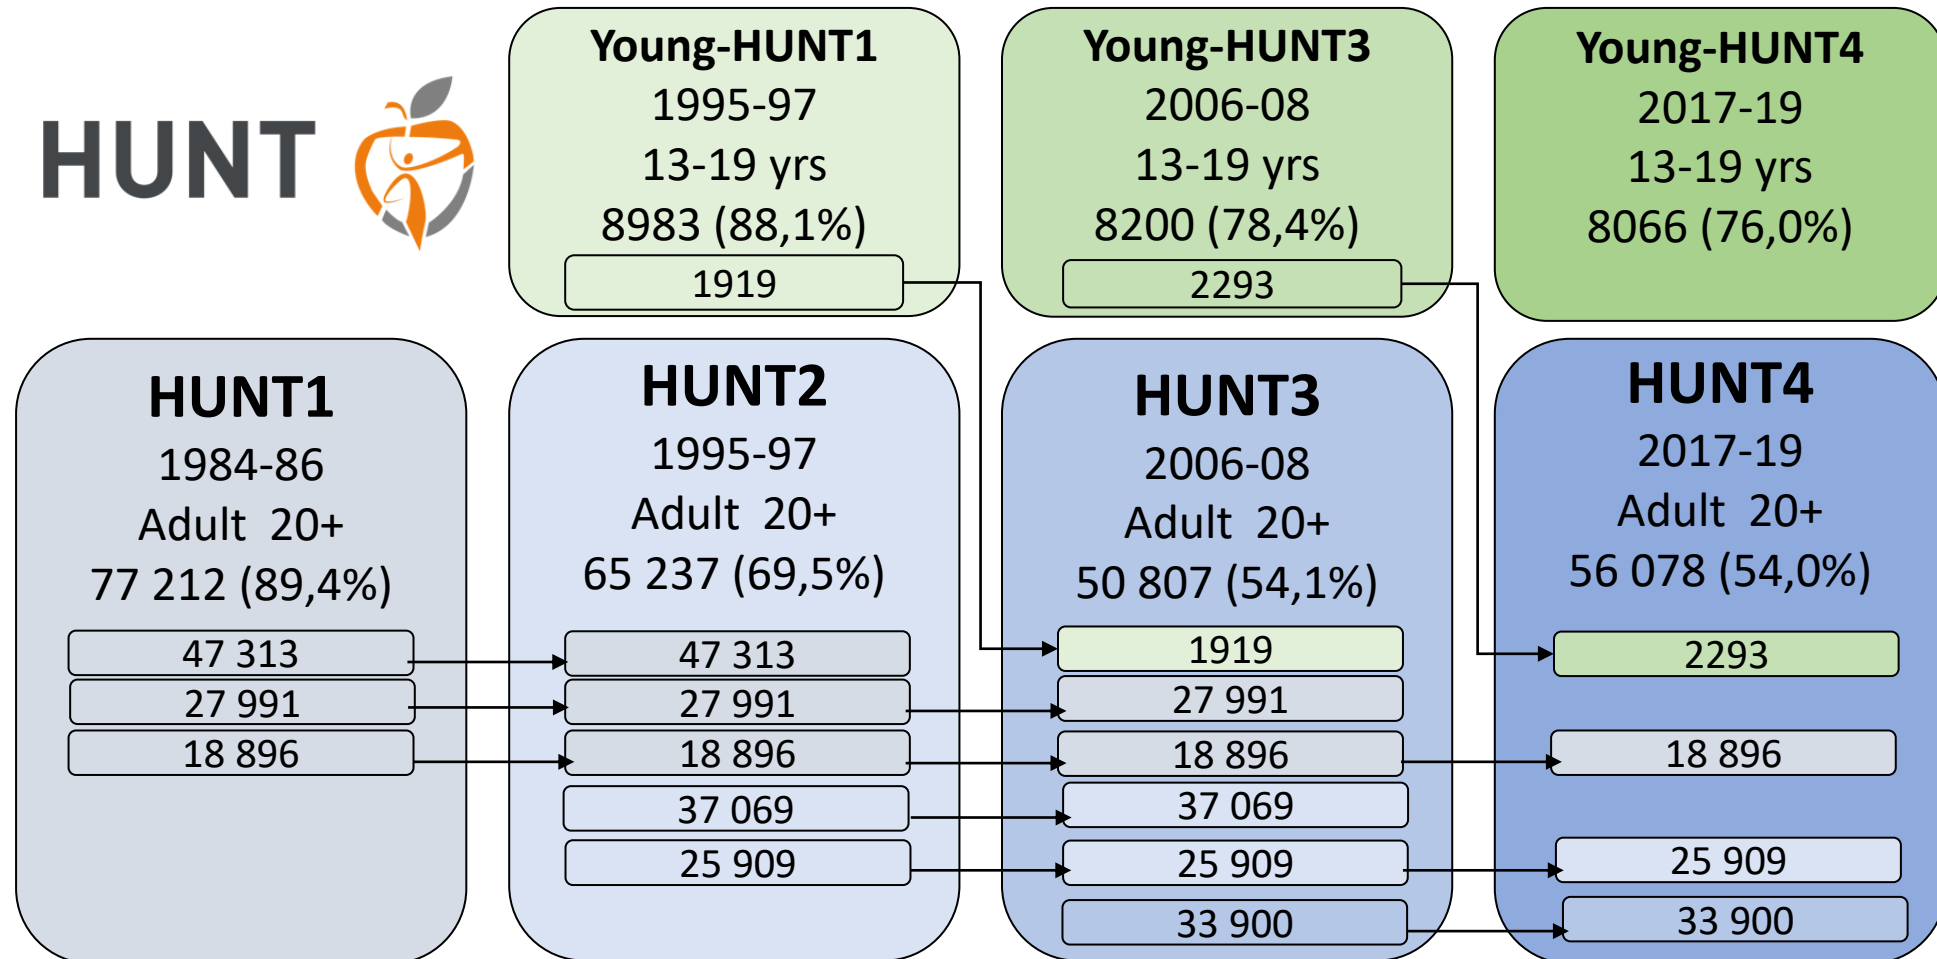 HUNT
Young-HUNT1
1995-97
13-19 yrs
8983 (88,1%)
1919
Young-HUNT3
2006-08
13-19 yrs
8200 (78,4%)
2293
Young-HUNT4
2017-19
13-19 yrs
8066 (76,0%)
HUNT1
1984-86
Adult 20+
77 212 (89,4%)
47 313
27 991
18 896
HUNT2
1995-97
Adult 20+
65 237 (69,5%)
47 313
27 991
18 896
37 069
25 909
HUNT3
2006-08
Adult 20+
50 807 (54,1%)
1919
27 991
18 896
37 069
25 909
33 900
HUNT4
2017-19
Adult 20+
56 078 (54,0%)
2293
18 896
25 909
33 900